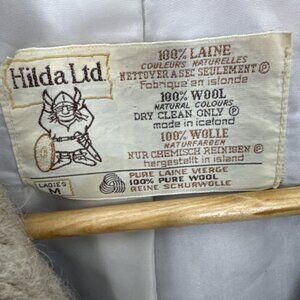 Hilda Ltd.
100% LAINE
COULEURS NATURELLES
NETTOYER A SEC SEULEMENT Ⓟ
Fabriqué en islande
100% WOOL
NATURAL COLOURS
DRY CLEAN ONLY Ⓟ
made in iceland
100% WOLLE
NATURFARBEN
NUR CHEMISCH REINIGEN Ⓟ
hergestellt in island
LADIES
M
PURE LAINE VIERGE
100% PURE WOOL
REINE SCHURWOLLE